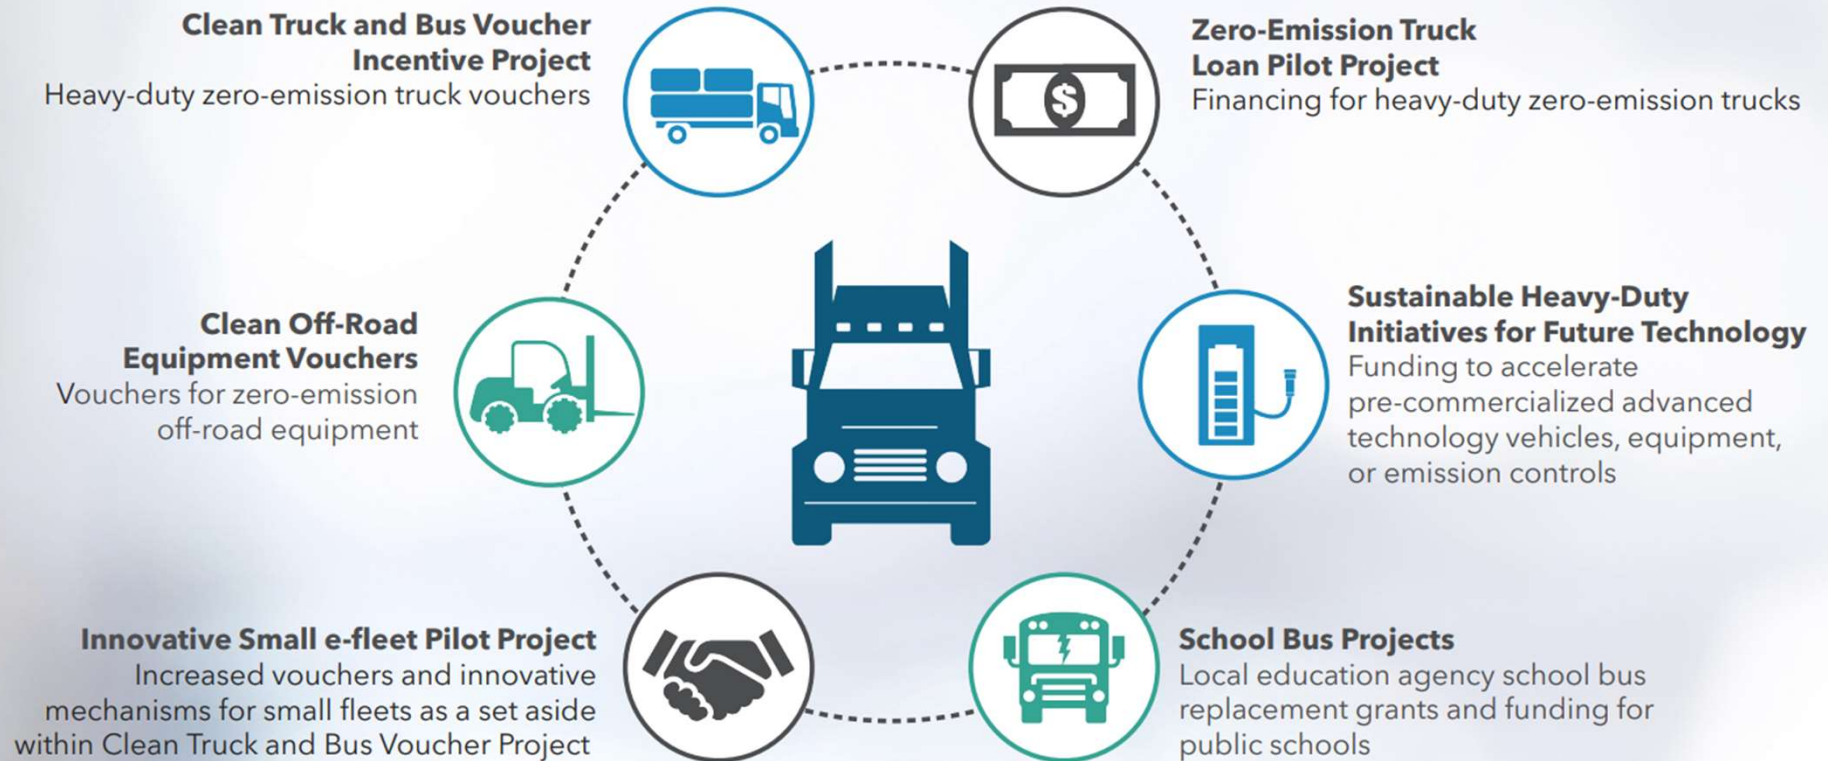 Clean Truck and Bus Voucher
Incentive Project
Heavy-duty zero-emission truck vouchers
Zero-Emission Truck
Loan Pilot Project
Financing for heavy-duty zero-emission trucks
$
Clean Off-Road
Equipment Vouchers
Vouchers for zero-emission
off-road equipment
Sustainable Heavy-Duty
Initiatives for Future Technology
Funding to accelerate
pre-commercialized advanced
technology vehicles, equipment,
or emission controls
Innovative Small e-fleet Pilot Project
Increased vouchers and innovative
mechanisms for small fleets as a set aside
within Clean Truck and Bus Voucher Project
School Bus Projects
Local education agency school bus
replacement grants and funding for
public schools